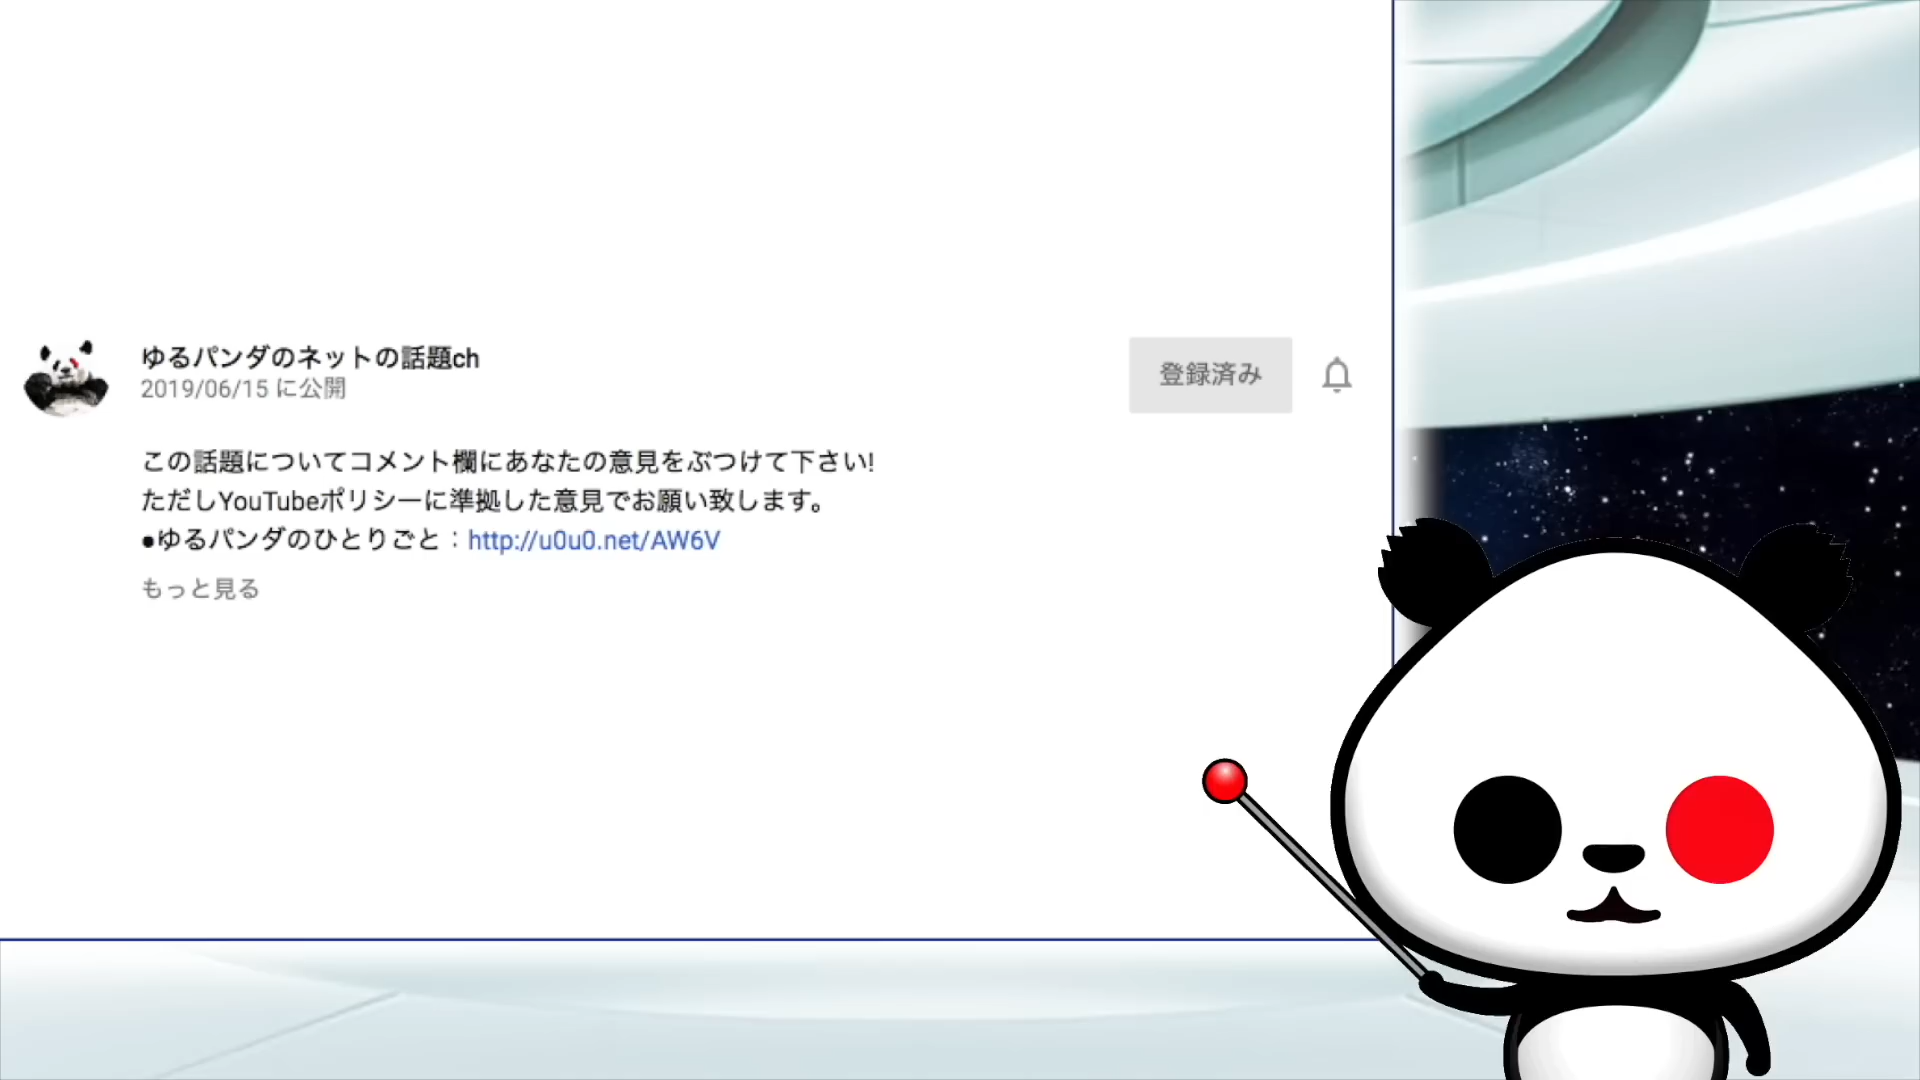 ゆるパンダのネットの話題ch
2019/06/15 に公開
登録済み
この話題についてコメント欄にあなたの意見をぶつけて下さい!
ただしYouTubeポリシーに準拠した意見でお願い致します。
●ゆるパンダのひとりごと：http://u0u0.net/AW6V
もっと見る